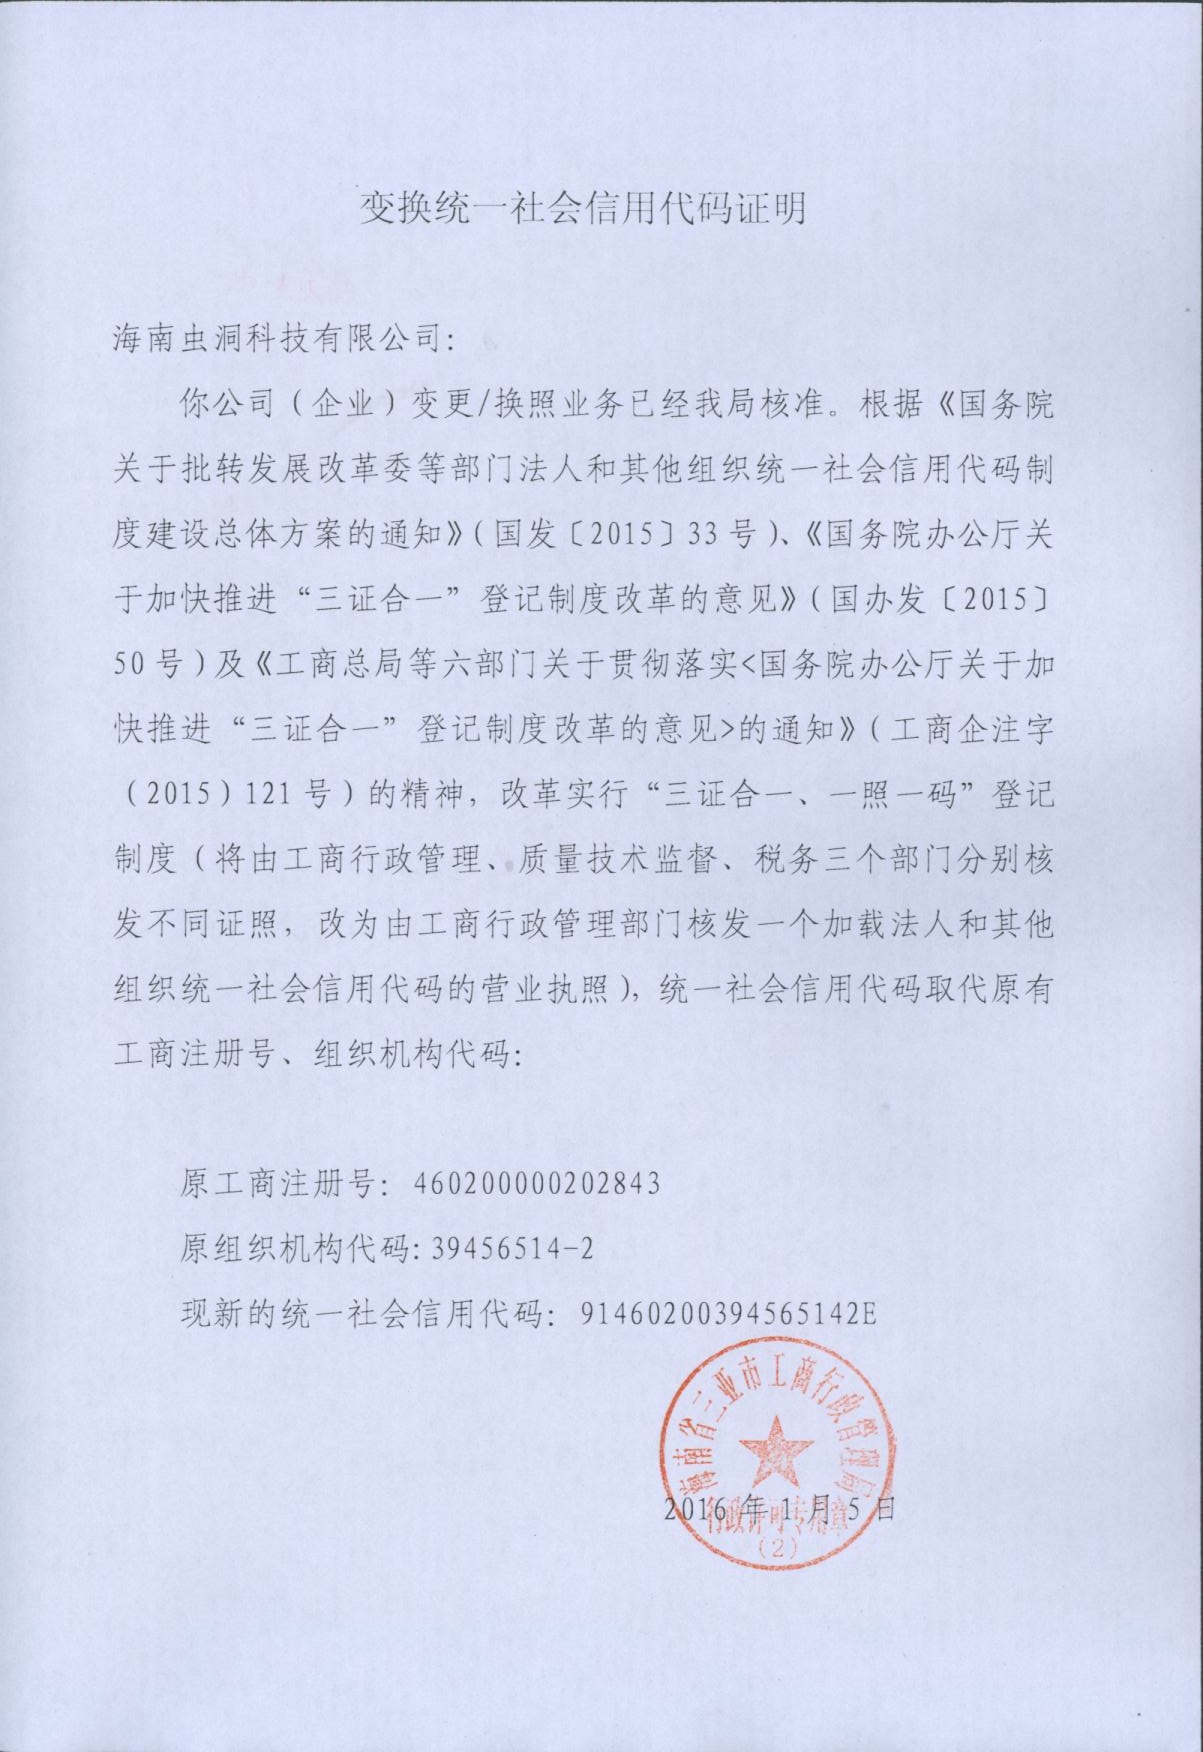 变换统一社会信用代码证明
海南虫洞科技有限公司：
你公司（企业）变更/换照业务已经我局核准。根据《国务院
关于批转发展改革委等部门法人和其他组织统一社会信用代码制
度建设总体方案的通知》（国发〔2015〕33号）、《国务院办公厅关
于加快推进“三证合一”登记制度改革的意见》（国办发〔2015〕
50号）及《工商总局等六部门关于贯彻落实<国务院办公厅关于加
快推进“三证合一”登记制度改革的意见>的通知》（工商企注字
（2015）121号）的精神，改革实行“三证合一、一照一码”登记
制度（将由工商行政管理、质量技术监督、税务三个部门分别核
发不同证照，改为由工商行政管理部门核发一个加载法人和其他
组织统一社会信用代码的营业执照），统一社会信用代码取代原有
工商注册号、组织机构代码：
原工商注册号：460200000202843
原组织机构代码：39456514-2
现新的统一社会信用代码：91460200394565142E
海南省三亚市工商行政管理局
2016年1月5日
行政许可专用章
（2）